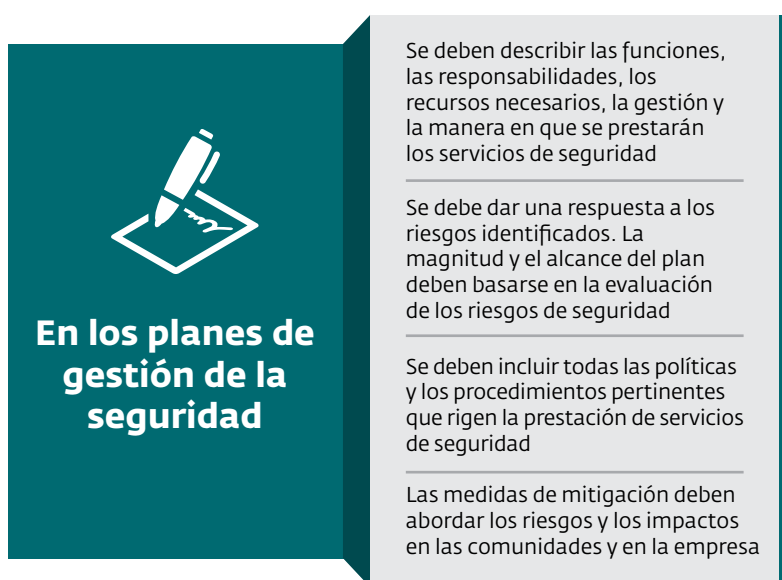 En los planes de
gestión de la
seguridad
Se deben describir las funciones,
las responsabilidades, los
recursos necesarios, la gestión y
la manera en que se prestarán
los servicios de seguridad
Se debe dar una respuesta a los
riesgos identificados. La
magnitud y el alcance del plan
deben basarse en la evaluación
de los riesgos de seguridad
Se deben incluir todas las políticas
y los procedimientos pertinentes
que rigen la prestación de servicios
de seguridad
Las medidas de mitigación deben
abordar los riesgos y los impactos
en las comunidades y en la empresa